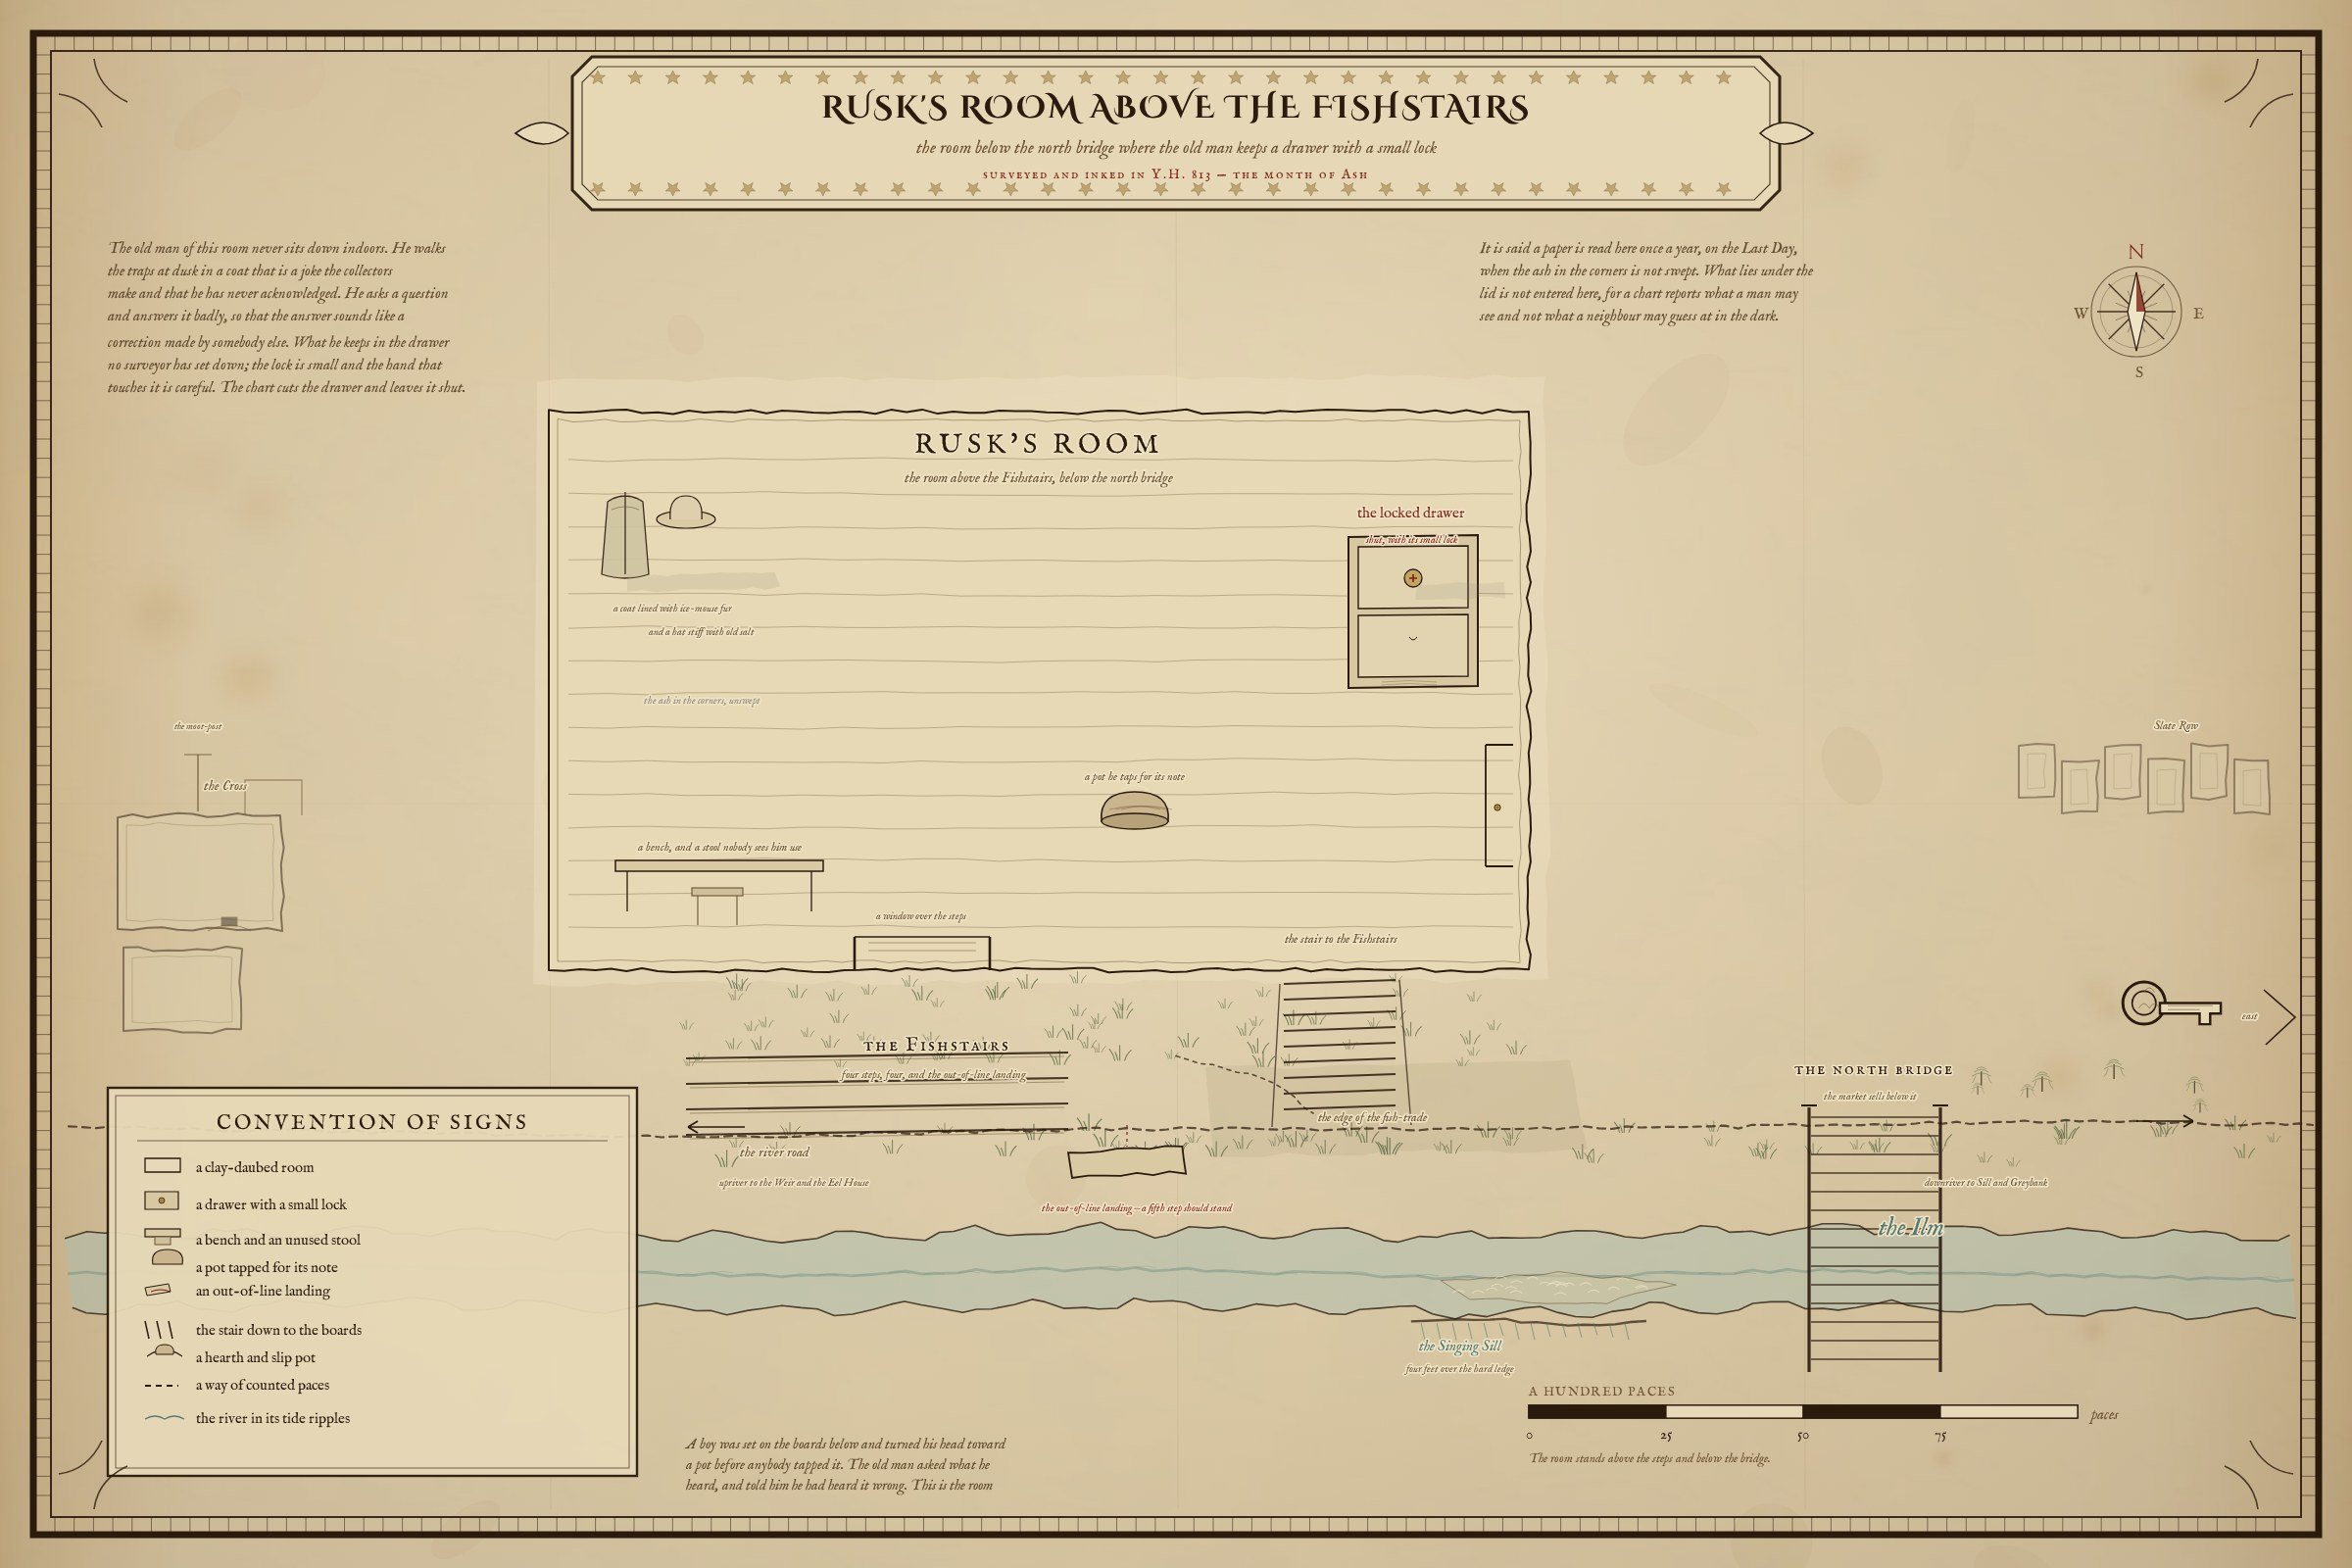 RUSK'S ROOM ABOVE THE FISHSTAIRS
the room below the north bridge where the old man keeps a drawer with a small lock
surveyed and inked in Y.H. 813 — the month of Ash
The old man of this room never sits down indoors. He walks
the traps at dusk in a coat that is a joke the collectors
make and that he has never acknowledged. He asks a question
and answers it badly, so that the answer sounds like a
correction made by somebody else. What he keeps in the drawer
no surveyor has set down; the lock is small and the hand that
touches it is careful. The chart cuts the drawer and leaves it shut.
It is said a paper is read here once a year, on the Last Day,
when the ash in the corners is not swept. What lies under the
lid is not entered here, for a chart reports what a man may
see and not what a neighbour may guess at in the dark.
N
W
E
S
RUSK'S ROOM
the room above the Fishstairs, below the north bridge
the locked drawer
shut, with its small lock
a coat lined with ice-mouse fur
and a hat stiff with old salt
the ash in the corners, unswept
the moot-post
the Cross
Slate Row
a pot he taps for its note
a bench, and a stool nobody sees him use
a window over the steps
the stair to the Fishstairs
east
the Fishstairs
four steps, four, and the out-of-line landing
the north bridge
the market sells below it
the edge of the fish-trade
the river road
upriver to the Weir and the Eel House
downriver to Sill and Greybank
the out-of-line landing – a fifth step should stand
the Ilm
the Singing Sill
four feet over the hard ledge
CONVENTION OF SIGNS
a clay-daubed room
a drawer with a small lock
a bench and an unused stool
a pot tapped for its note
an out-of-line landing
the stair down to the boards
a hearth and slip pot
a way of counted paces
the river in its tide ripples
A HUNDRED PACES
paces
0 25 50 75
The room stands above the steps and below the bridge.
A boy was set on the boards below and turned his head toward
a pot before anybody tapped it. The old man asked what he
heard, and told him he had heard it wrong. This is the room